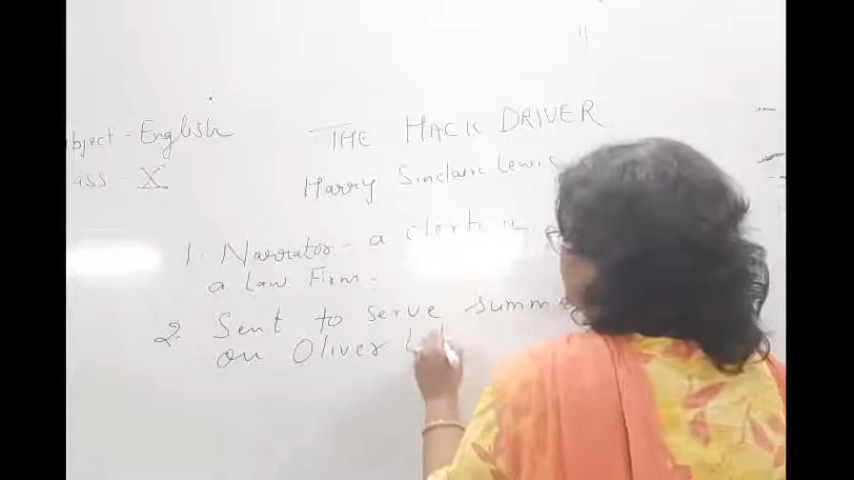 bject - English
ass - X
THE HACK DRIVER
Harry Sinclair Lewis
1. Narrator - a clerk in
a law Firm.
2. Sent to serve summ
on Oliver L